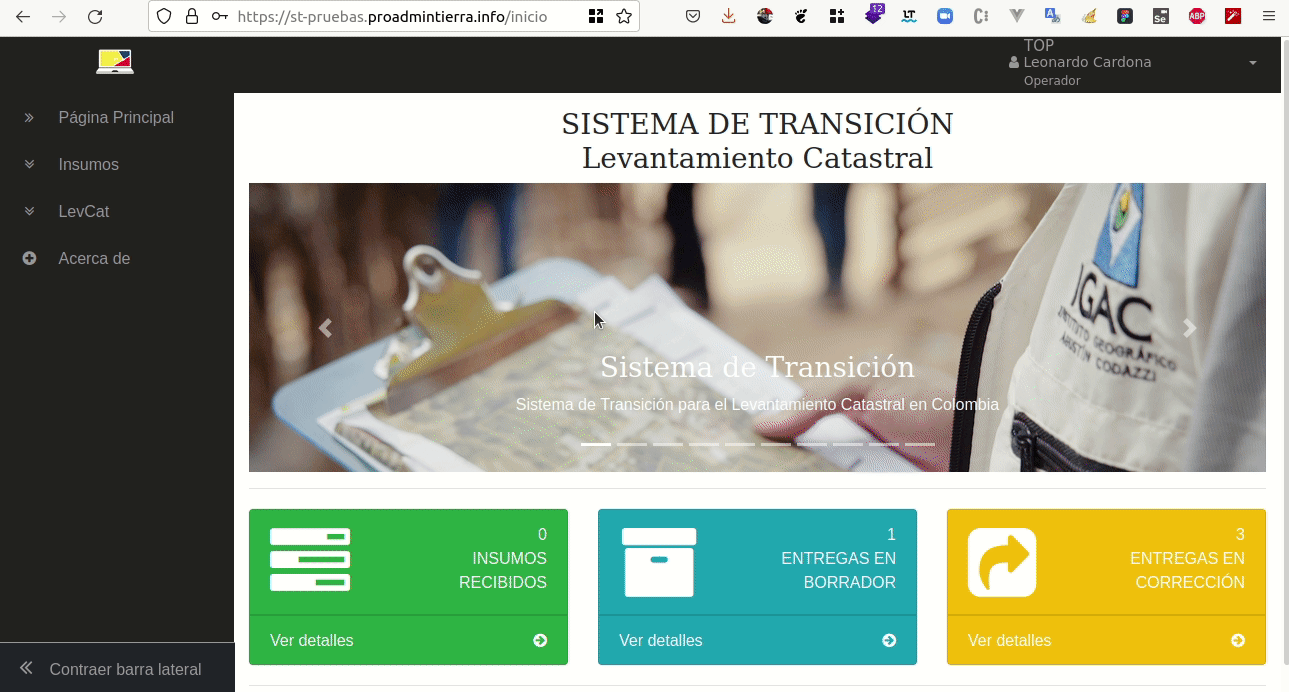 https://st-pruebas.proadmintierra.info/inicio
12
LT
Se
ABP
TOP
Leonardo Cardona
Operador
Página Principal
Insumos
LevCat
Acerca de
SISTEMA DE TRANSICIÓN
Levantamiento Catastral
IGAC
INSTITUTO GEOGRÁFICO
AGUSTÍN CODAZZI
Sistema de Transición
Sistema de Transición para el Levantamiento Catastral en Colombia
0
INSUMOS
RECIBIDOS
Ver detalles
1
ENTREGAS EN
BORRADOR
Ver detalles
3
ENTREGAS EN
CORRECCIÓN
Ver detalles
Contraer barra lateral